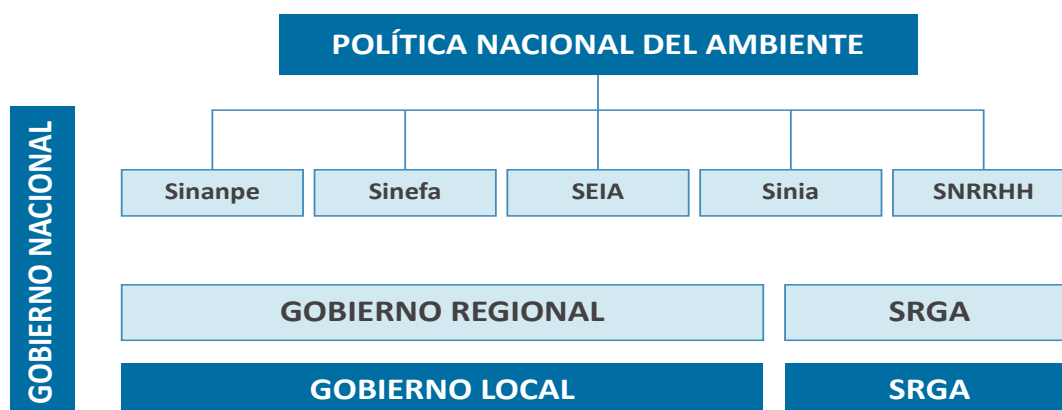 POLÍTICA NACIONAL DEL AMBIENTE
GOBIERNO NACIONAL
Sinanpe
Sinefa
SEIA
Sinia
SNRRHH
GOBIERNO REGIONAL
SRGA
GOBIERNO LOCAL
SRGA